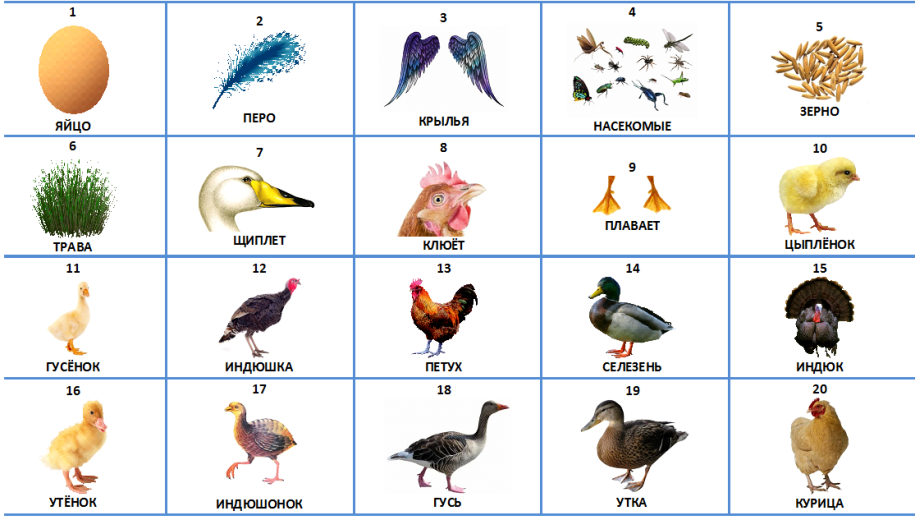 1
ЯЙЦО
2
ПЕРО
3
КРЫЛЬЯ
4
НАСЕКОМЫЕ
5
ЗЕРНО
6
ТРАВА
7
ЩИПЛЕТ
8
КЛЮЁТ
9
ПЛАВАЕТ
10
ЦЫПЛЁНОК
11
ГУСЁНОК
12
ИНДЮШКА
13
ПЕТУХ
14
СЕЛЕЗЕНЬ
15
ИНДЮК
16
УТЁНОК
17
ИНДЮШОНОК
18
ГУСЬ
19
УТКА
20
КУРИЦА